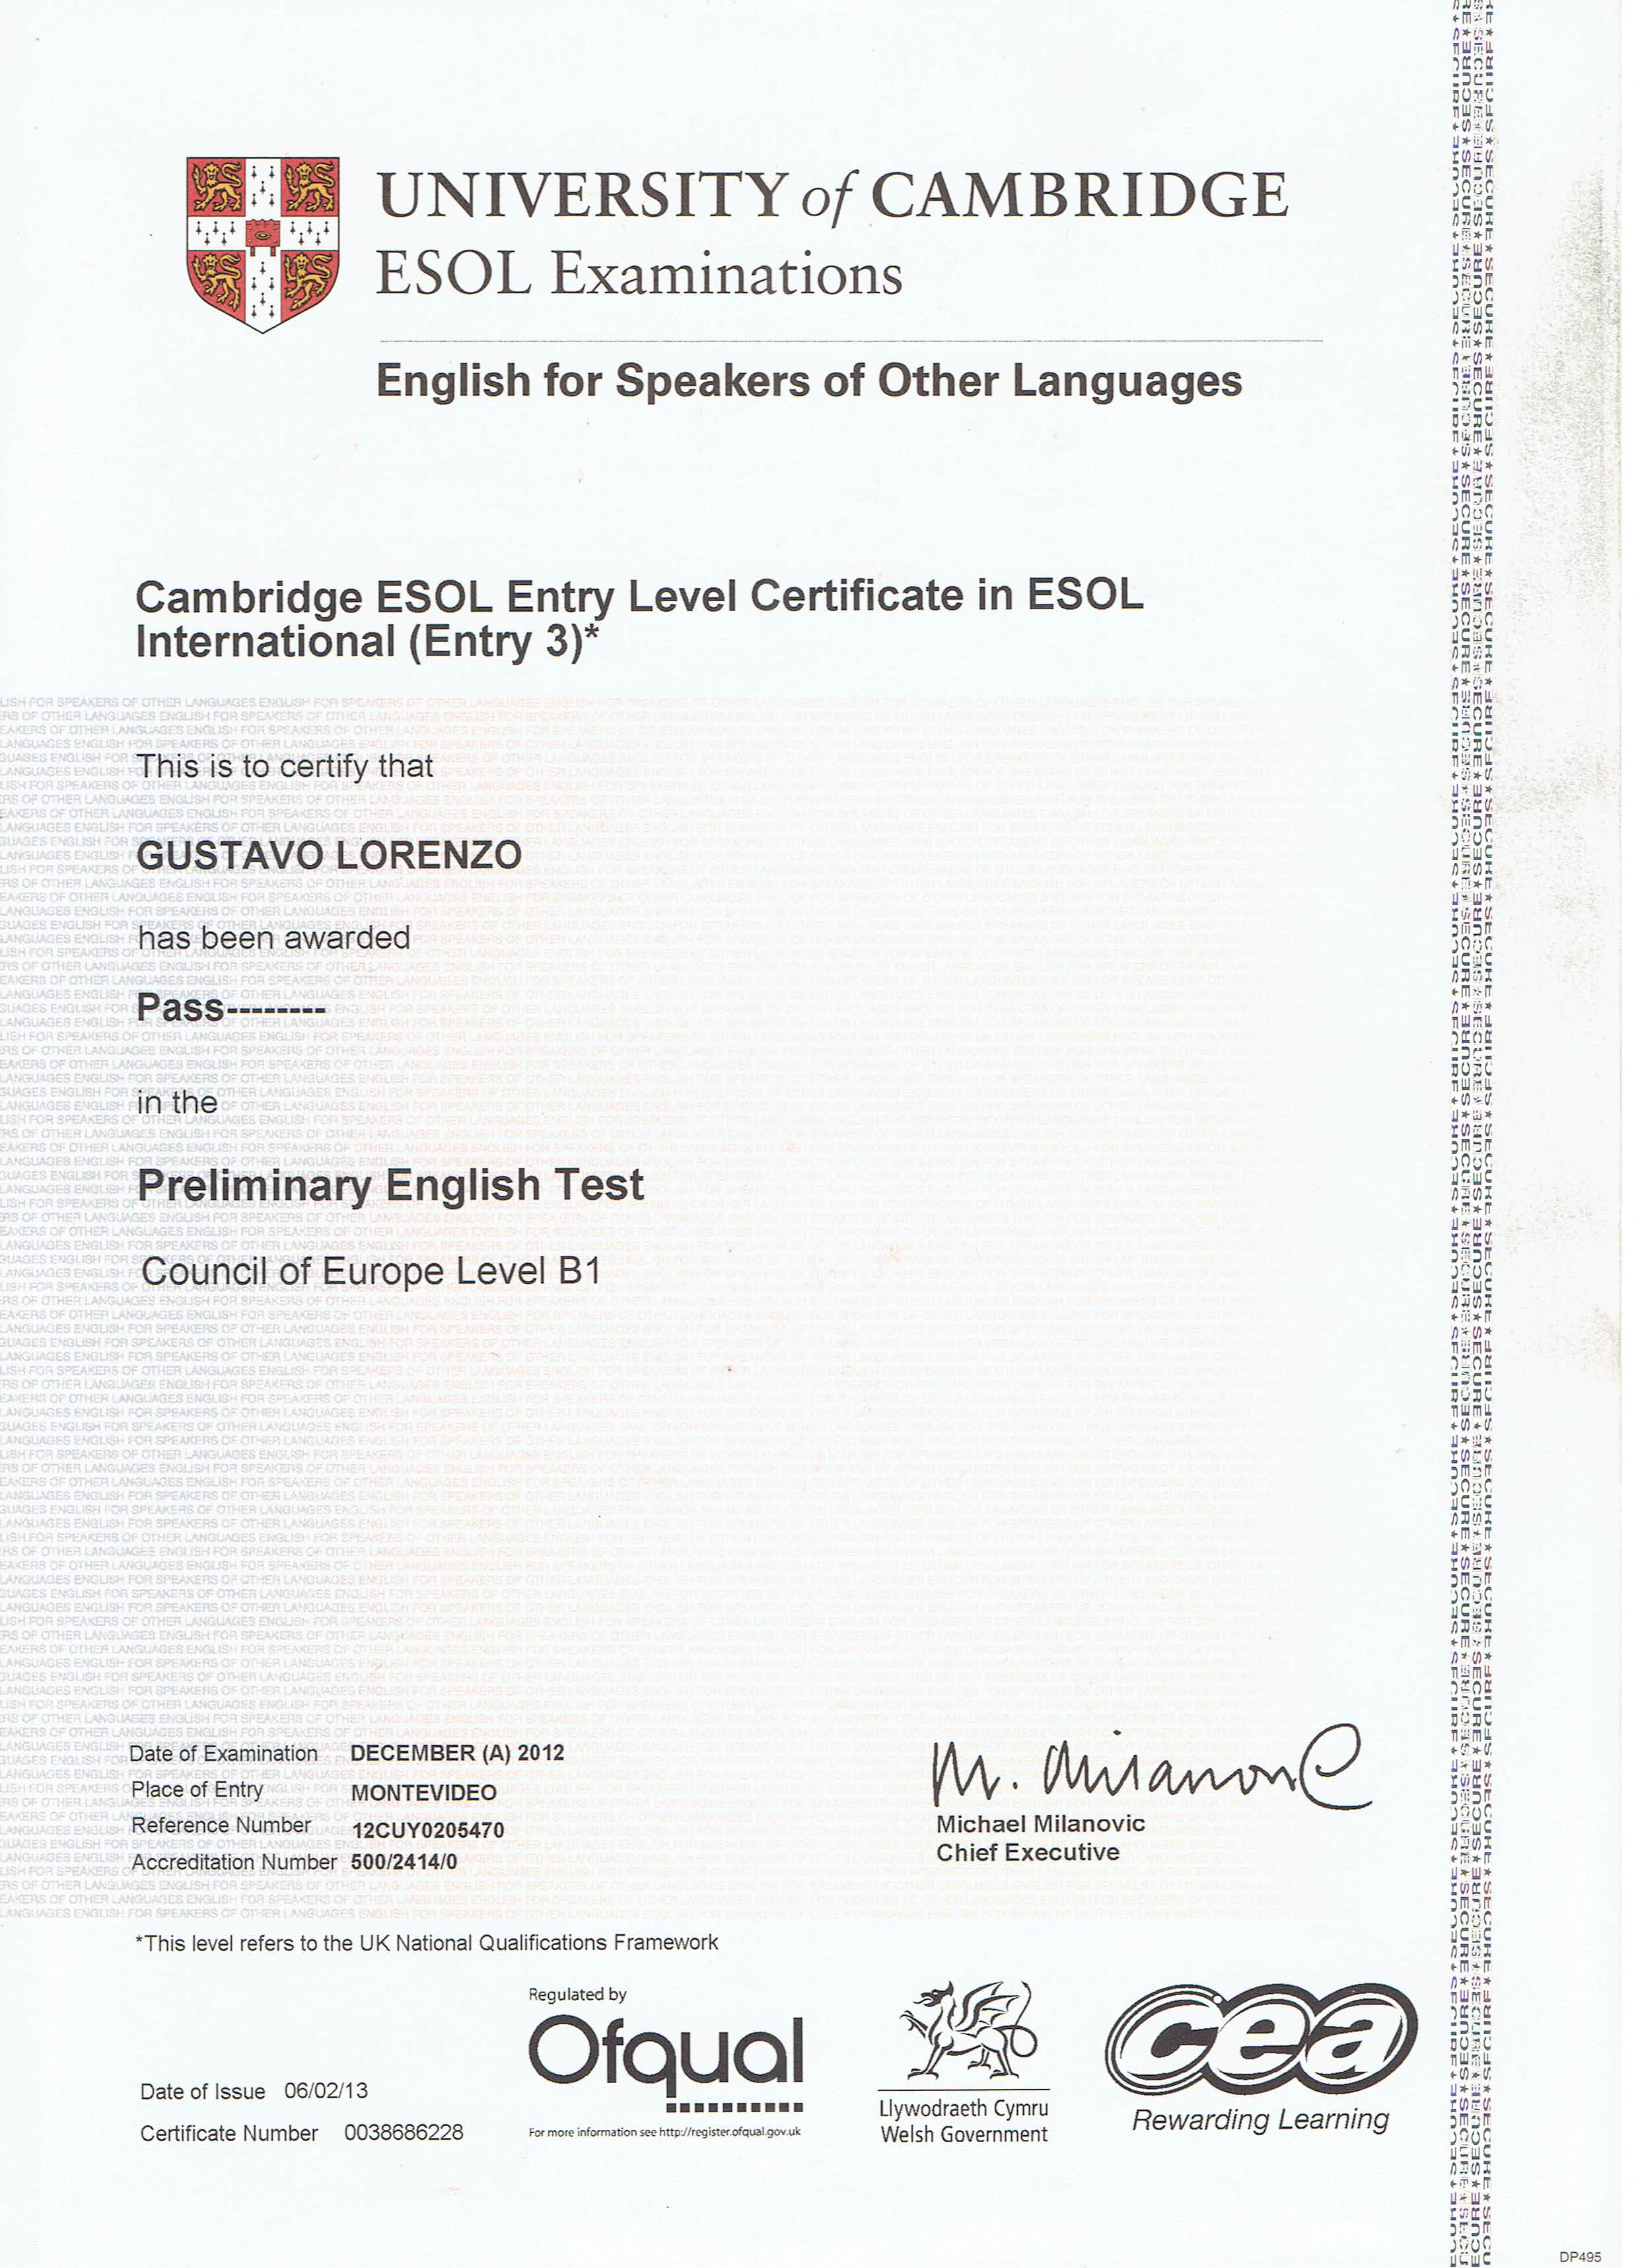 UNIVERSITY of CAMBRIDGE
ESOL Examinations
English for Speakers of Other Languages
Cambridge ESOL Entry Level Certificate in ESOL
International (Entry 3)*
This is to certify that
GUSTAVO LORENZO
has been awarded
Pass--------
in the
Preliminary English Test
Council of Europe Level B1
Date of Examination DECEMBER (A) 2012
Place of Entry MONTEVIDEO
Reference Number 12CUY0205470
Accreditation Number 500/2414/0
M. Milanovic
Michael Milanovic
Chief Executive
*This level refers to the UK National Qualifications Framework
Date of Issue 06/02/13
Certificate Number 0038686228
Regulated by
Ofqual
For more information see http://register.ofqual.gov.uk
Llywodraeth Cymru
Welsh Government
cea
Rewarding Learning
DP495